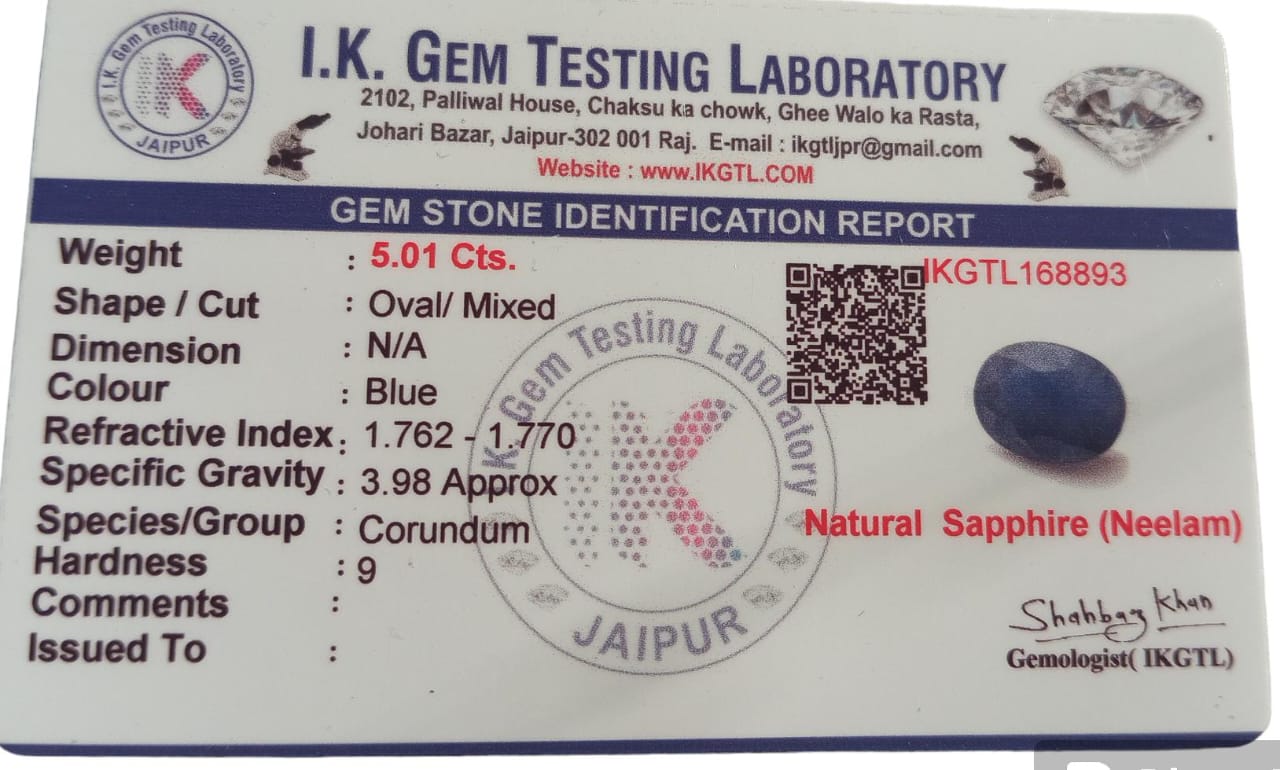 I.K. Gem Testing Laboratory
JAIPUR
I.K. GEM TESTING LABORATORY
2102, Palliwal House, Chaksu ka chowk, Ghee Walo ka Rasta,
Johari Bazar, Jaipur-302 001 Raj. E-mail : ikgtljpr@gmail.com
Website : www.IKGTL.COM
GEM STONE IDENTIFICATION REPORT
Weight : 5.01 Cts.
IKGTL168893
Shape / Cut : Oval/ Mixed
Dimension : N/A
Colour : Blue
Refractive Index : 1.762 - 1.770
Specific Gravity : 3.98 Approx
Species/Group : Corundum
Hardness : 9
Comments :
Issued To :
K. Gem Testing Laboratory
IK
JAIPUR
Natural Sapphire (Neelam)
Shahbaz Khan
Gemologist( IKGTL)